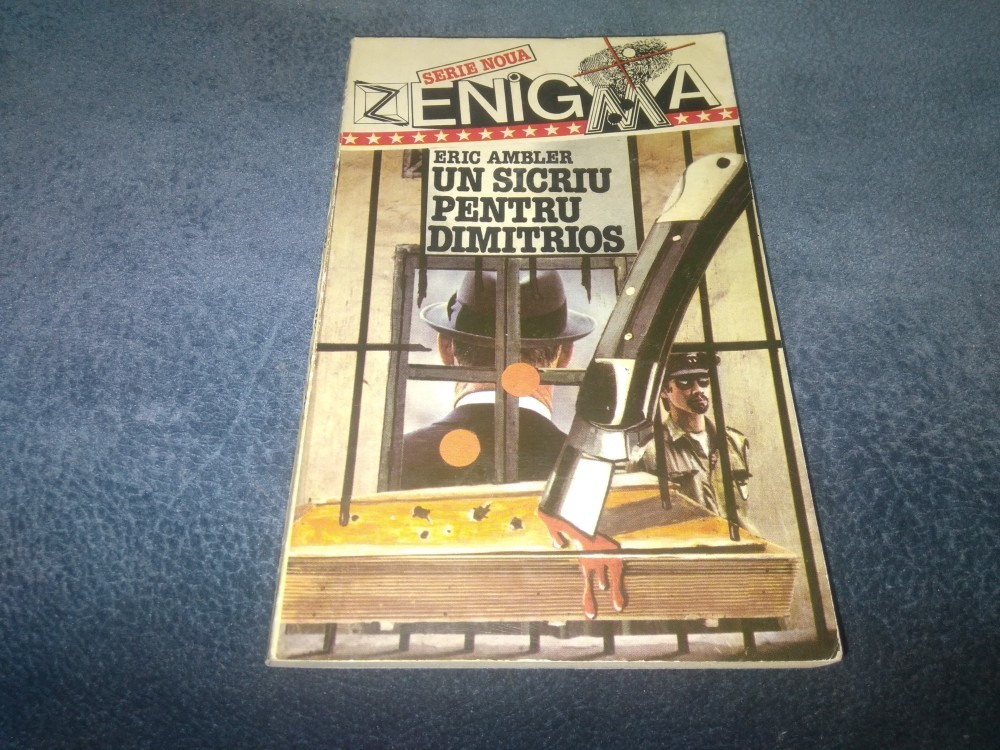 SERIE NOUA
ENiGMA
ERIC AMBLER
UN SICRIU
PENTRU
DIMITRIOS